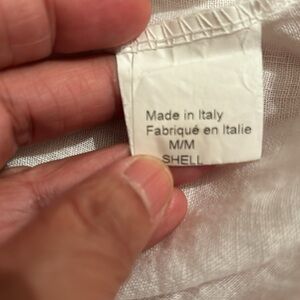 Made in Italy
Fabriqué en Italie
M/M
SHELL